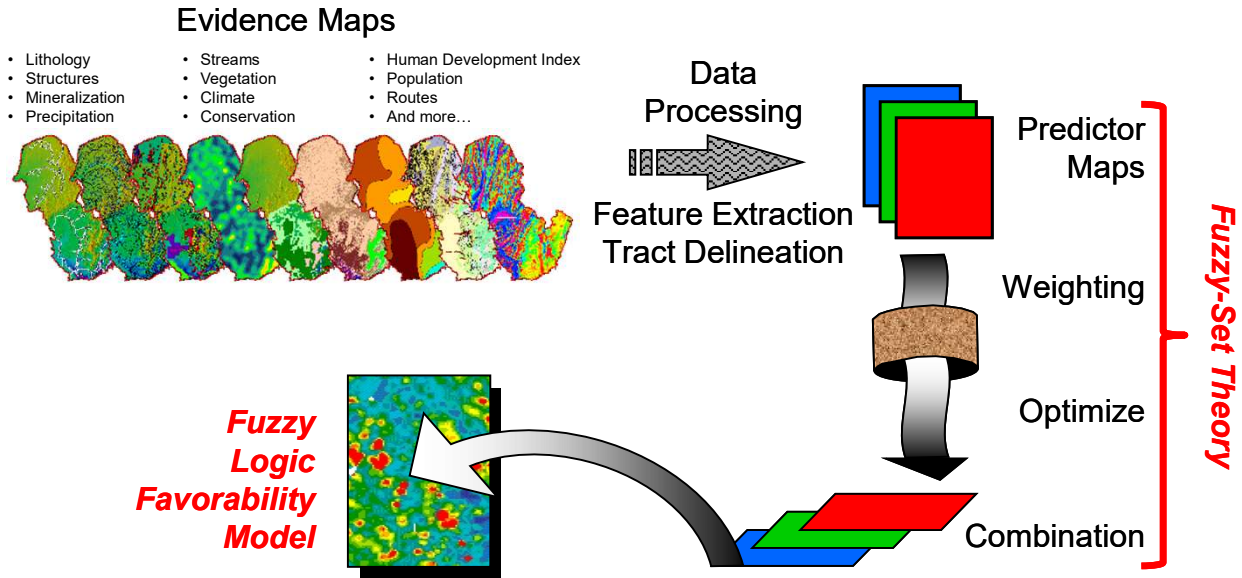 Evidence Maps
• Lithology
• Structures
• Mineralization
• Precipitation
• Streams
• Vegetation
• Climate
• Conservation
• Human Development Index
• Population
• Routes
• And more…
Data
Processing
Feature Extraction
Tract Delineation
Predictor
Maps
Weighting
Optimize
Combination
Fuzzy-Set Theory
Fuzzy
Logic
Favorability
Model